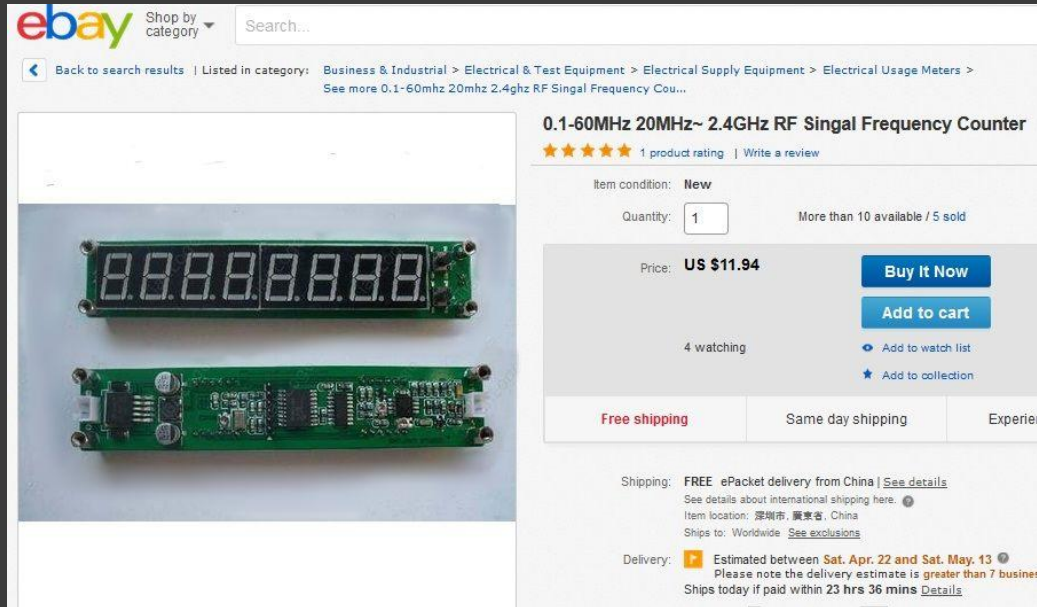 ebay
Shop by
category
Search...
Back to search results | Listed in category: Business & Industrial > Electrical & Test Equipment > Electrical Supply Equipment > Electrical Usage Meters >
See more 0.1-60mhz 20mhz 2.4ghz RF Singal Frequency Cou...
0.1-60MHz 20MHz~ 2.4GHz RF Singal Frequency Counter
1 product rating | Write a review
Item condition: New
Quantity: 1 More than 10 available / 5 sold
Price: US $11.94
Buy It Now
Add to cart
4 watching
Add to watch list
Add to collection
Free shipping Same day shipping Experie
Shipping: FREE ePacket delivery from China | See details
See details about international shipping here.
Item location: 深圳市, 廣東省, China
Ships to: Worldwide See exclusions
Delivery: Estimated between Sat. Apr. 22 and Sat. May. 13
Please note the delivery estimate is greater than 7 busines
Ships today if paid within 23 hrs 36 mins Details